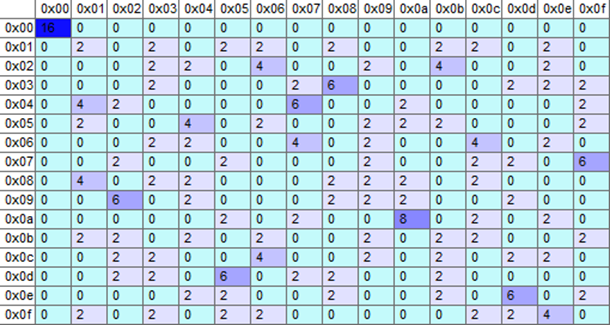 0x00 0x01 0x02 0x03 0x04 0x05 0x06 0x07 0x08 0x09 0x0a 0x0b 0x0c 0x0d 0x0e 0x0f
0x00 16 0 0 0 0 0 0 0 0 0 0 0 0 0 0 0
0x01 0 2 0 2 0 2 2 0 2 0 0 2 2 0 2 0
0x02 0 0 0 2 2 0 4 0 0 2 0 4 0 0 0 0
0x03 0 0 0 2 0 0 0 2 6 0 0 0 0 2 2 2
0x04 0 4 2 0 0 0 0 6 0 0 2 0 0 0 0 2
0x05 0 2 0 0 4 0 2 0 0 2 2 2 0 0 2 0
0x06 0 0 0 2 2 0 0 4 0 2 0 0 4 0 2 0
0x07 0 0 2 0 0 2 0 0 0 2 0 0 2 2 0 6
0x08 0 4 0 2 2 0 0 0 2 2 2 0 2 0 0 0
0x09 0 0 6 0 2 0 0 0 0 2 2 2 0 2 0 0
0x0a 0 0 0 0 0 2 0 2 0 0 8 0 0 2 0 2
0x0b 0 2 2 0 2 0 2 0 0 2 0 2 2 0 0 2
0x0c 0 0 2 2 0 0 4 0 0 2 0 2 2 0 2 0
0x0d 0 0 2 2 0 6 0 2 2 0 0 0 0 0 2 0
0x0e 0 0 0 0 2 2 0 0 2 2 0 0 0 6 0 2
0x0f 0 2 0 2 0 2 2 0 2 0 0 0 2 0 4 0